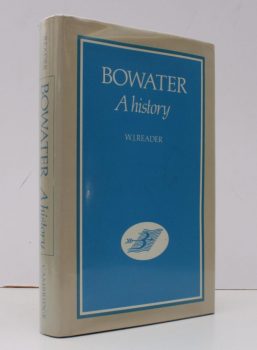 BOWATER
A history
W.J.READER
READER
BOWATER
A history
CAMBRIDGE